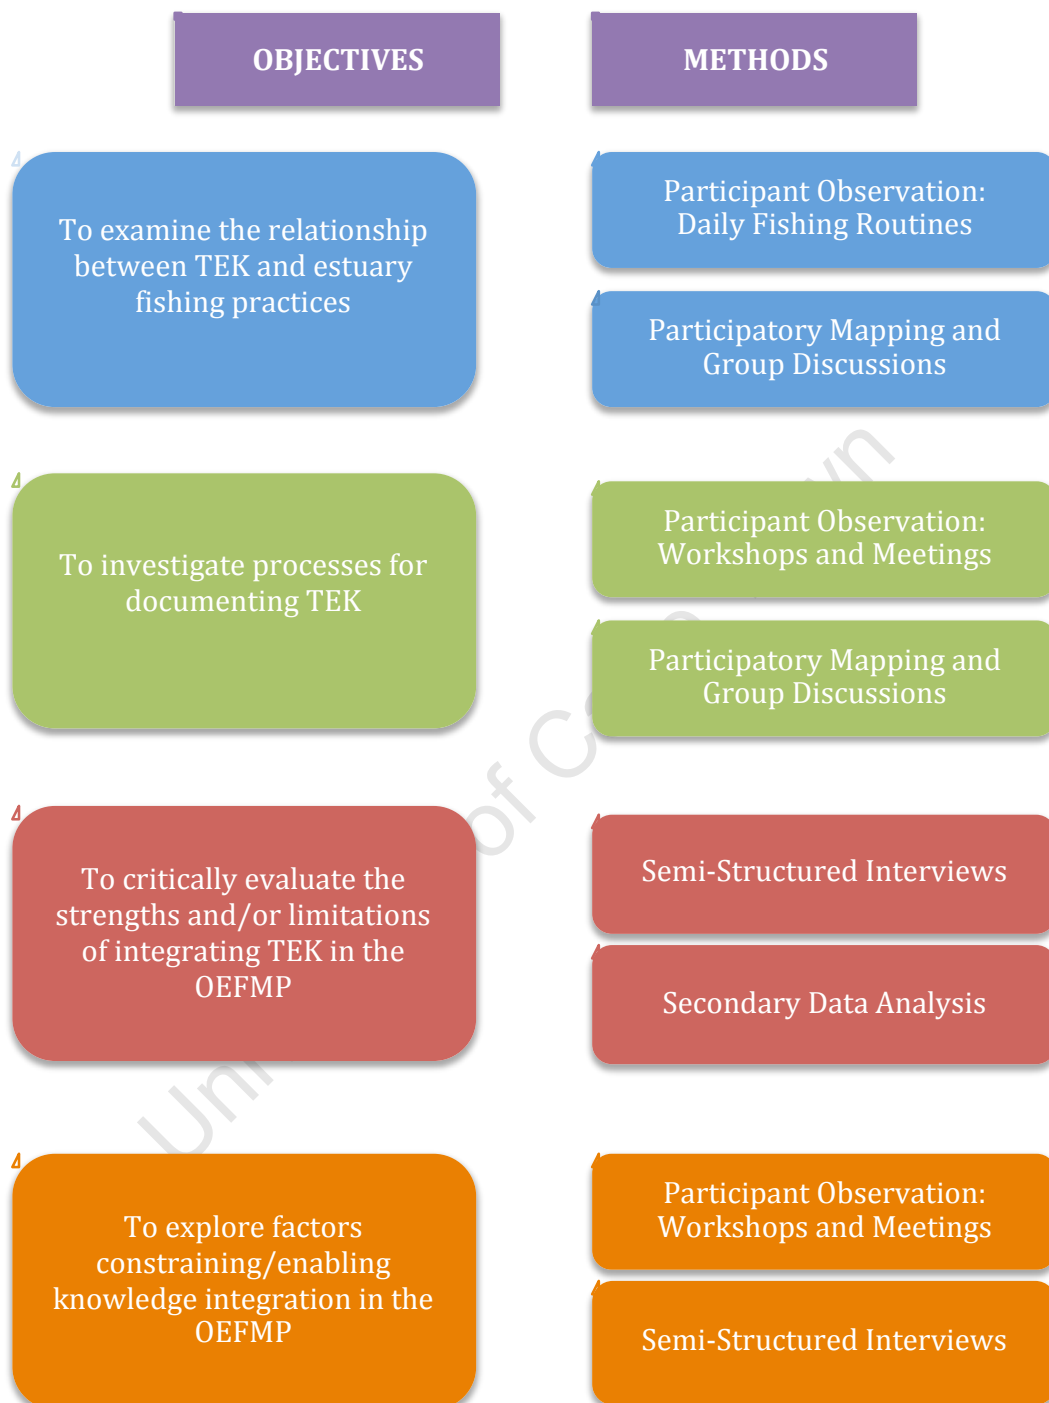 OBJECTIVES
METHODS
To examine the relationship
between TEK and estuary
fishing practices
Participant Observation:
Daily Fishing Routines
Participatory Mapping and
Group Discussions
To investigate processes for
documenting TEK
Participant Observation:
Workshops and Meetings
Participatory Mapping and
Group Discussions
To critically evaluate the
strengths and/or limitations
of integrating TEK in the
OEFMP
Semi-Structured Interviews
Secondary Data Analysis
To explore factors
constraining/enabling
knowledge integration in the
OEFMP
Participant Observation:
Workshops and Meetings
Semi-Structured Interviews
of